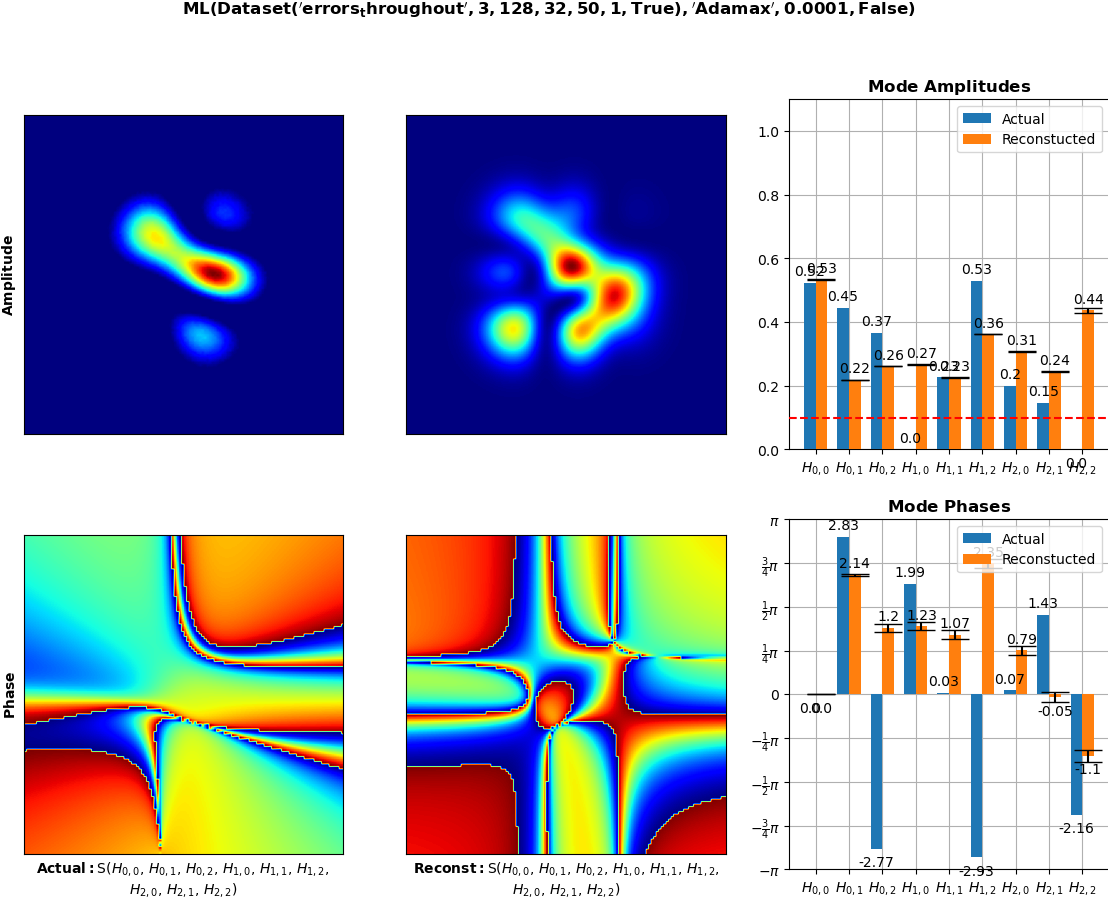 ML(Dataset('errors_throughout', 3, 128, 32, 50, 1, True), 'Adamax', 0.0001, False)
Amplitude
Mode Amplitudes
Actual
Reconstucted
1.0
0.8
0.6
0.4
0.2
0.0
0.52 0.53 0.45 0.22 0.37 0.26 0.0 0.27 0.23 0.23 0.53 0.36 0.2 0.31 0.15 0.24 0.0 0.44
H0,0 H0,1 H0,2 H1,0 H1,1 H1,2 H2,0 H2,1 H2,2
Phase
Actual: S(H0,0, H0,1, H0,2, H1,0, H1,1, H1,2,
H2,0, H2,1, H2,2)
Reconst: S(H0,0, H0,1, H0,2, H1,0, H1,1, H1,2,
H2,0, H2,1, H2,2)
Mode Phases
Actual
Reconstucted
π
3/4π
1/2π
1/4π
0
−1/4π
−1/2π
−3/4π
−π
0.0 0.0 2.83 2.14 -2.77 1.2 1.99 1.23 0.03 1.07 -2.93 2.35 0.07 0.79 1.43 -0.05 -2.16 -1.1
H0,0 H0,1 H0,2 H1,0 H1,1 H1,2 H2,0 H2,1 H2,2